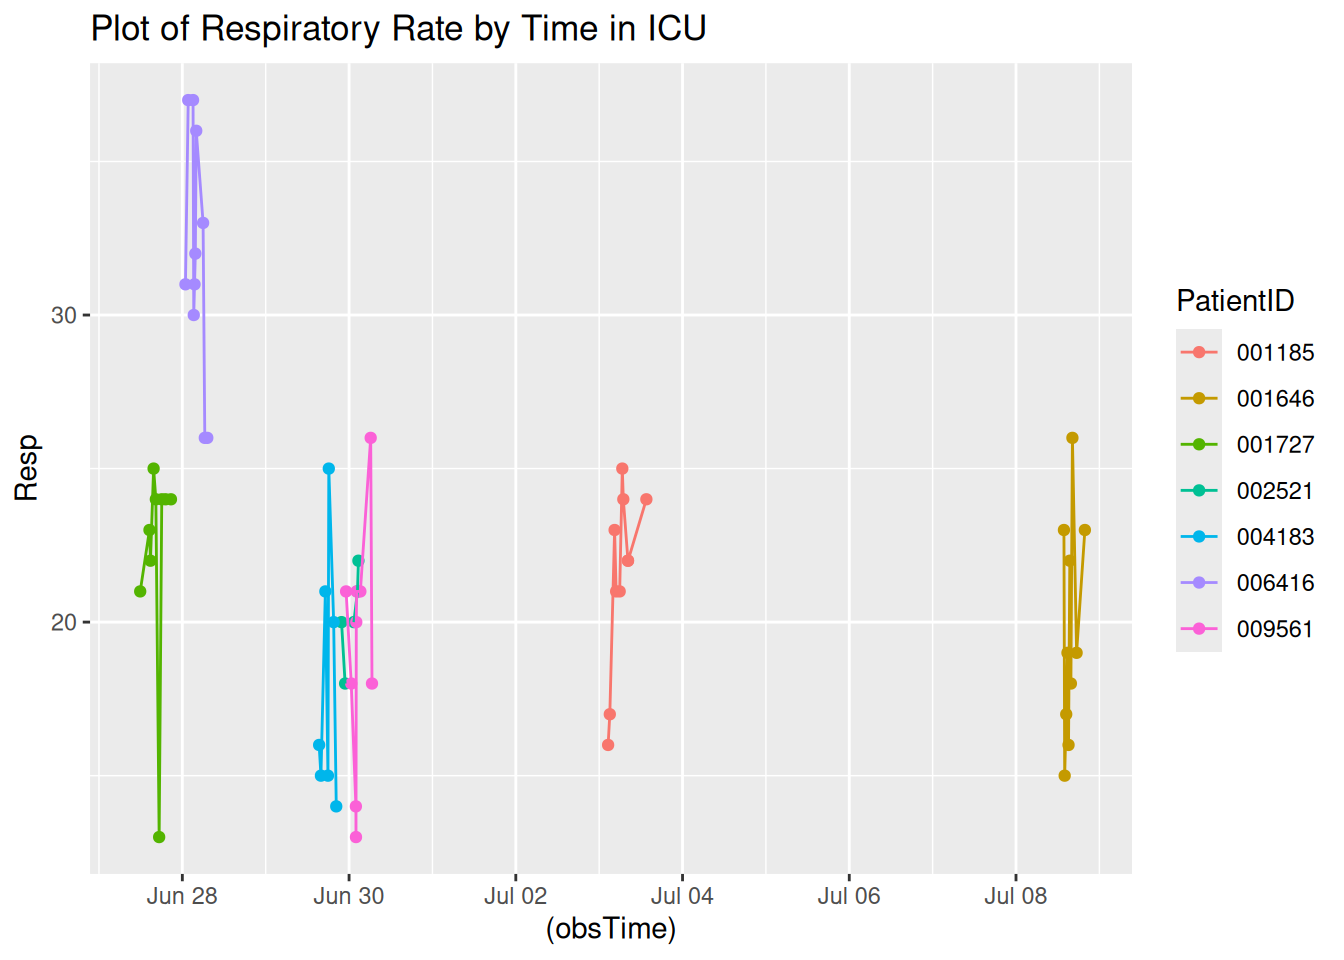 Plot of Respiratory Rate by Time in ICU
Resp
30
20
Jun 28
Jun 30
Jul 02
Jul 04
Jul 06
Jul 08
(obsTime)
PatientID
001185
001646
001727
002521
004183
006416
009561